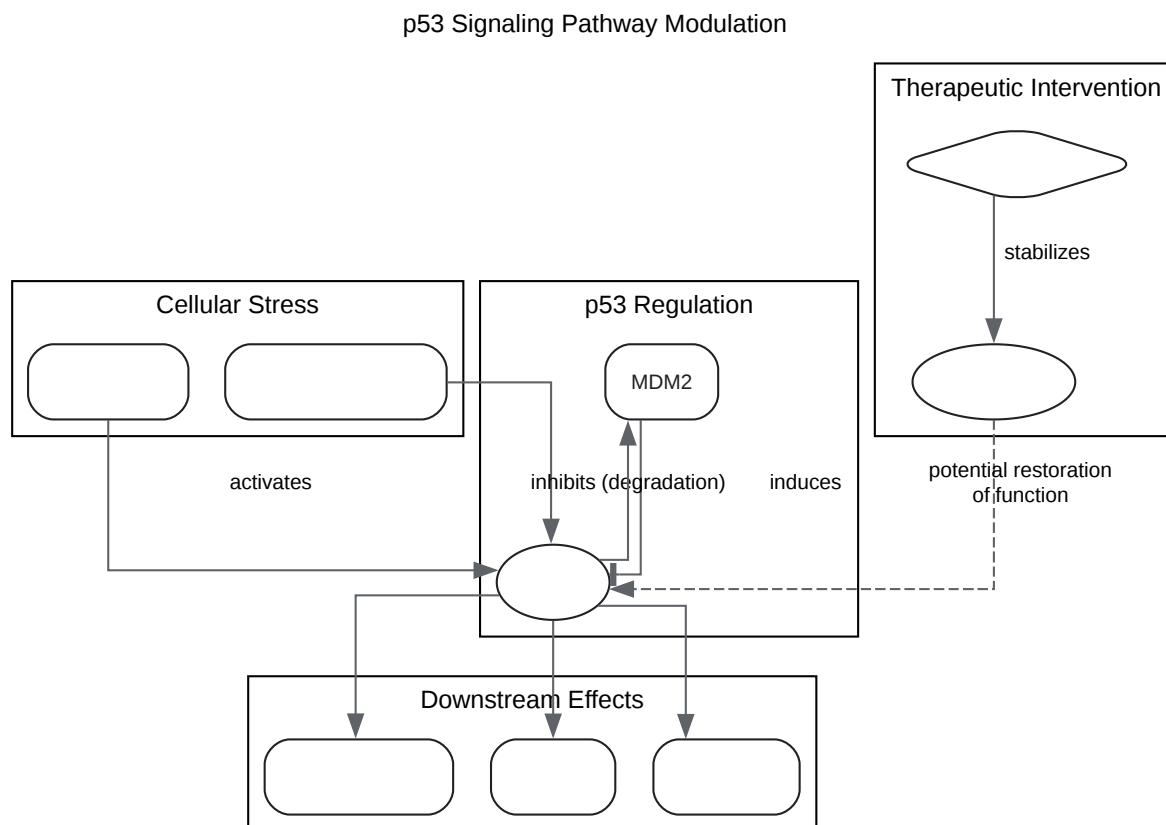 p53 Signaling Pathway Modulation
Therapeutic Intervention
stabilizes
Cellular Stress
p53 Regulation
MDM2
activates
inhibits (degradation)
induces
potential restoration
of function
Downstream Effects